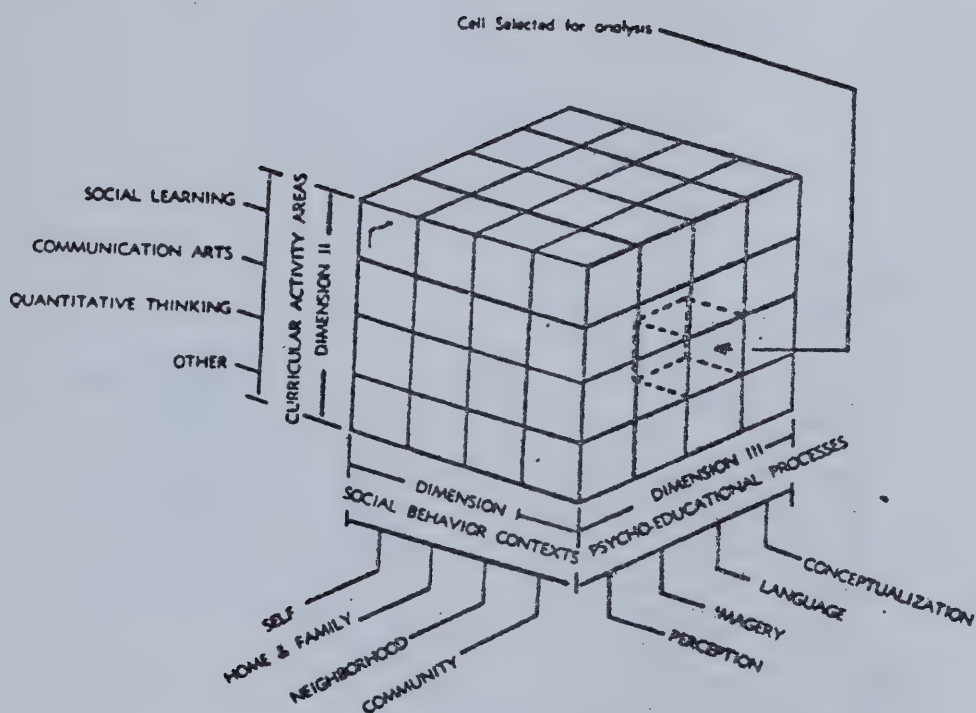 Cell Selected for analysis
SOCIAL LEARNING
COMMUNICATION ARTS
QUANTITATIVE THINKING
OTHER
CURRICULAR ACTIVITY AREAS
DIMENSION II
DIMENSION I
SOCIAL BEHAVIOR CONTEXTS
DIMENSION III
PSYCHO-EDUCATIONAL PROCESSES
SELF
HOME & FAMILY
NEIGHBORHOOD
COMMUNITY
PERCEPTION
IMAGERY
LANGUAGE
CONCEPTUALIZATION